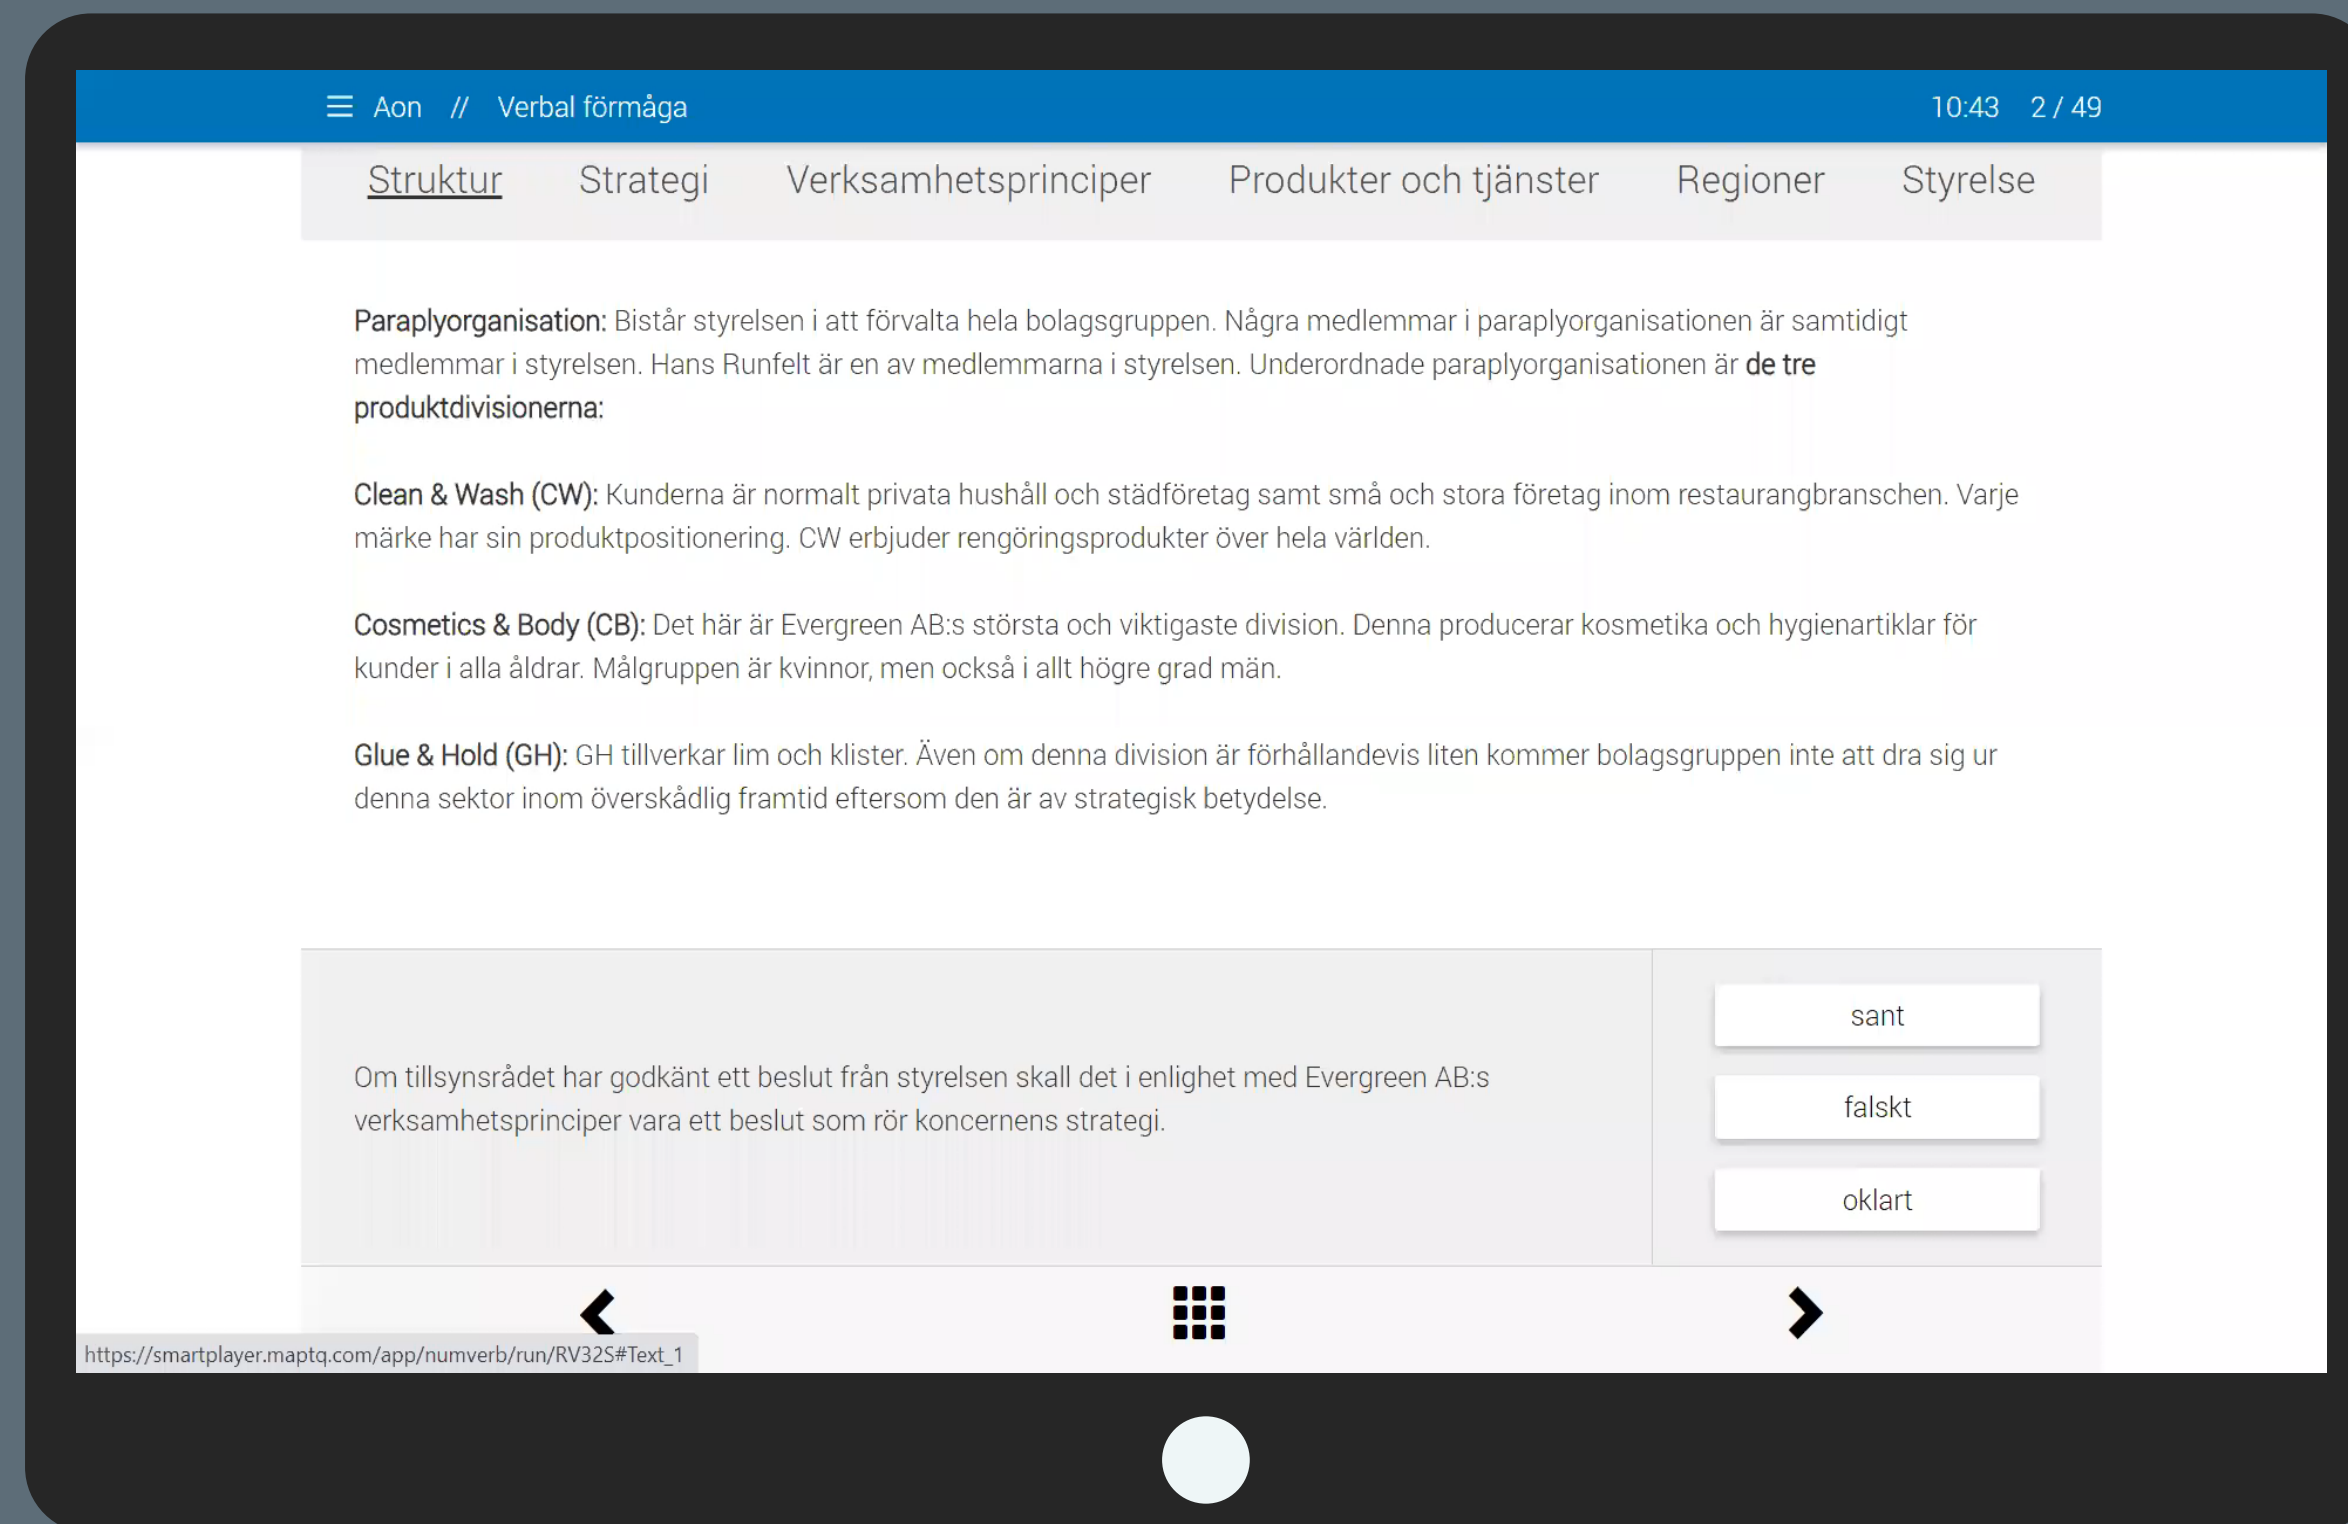 Aon // Verbal förmåga 10:43 2 / 49
Struktur Strategi Verksamhetsprinciper Produkter och tjänster Regioner Styrelse
Paraplyorganisation: Bistår styrelsen i att förvalta hela bolagsgruppen. Några medlemmar i paraplyorganisationen är samtidigt
medlemmar i styrelsen. Hans Runfelt är en av medlemmarna i styrelsen. Underordnade paraplyorganisationen är de tre
produktdivisionerna:
Clean & Wash (CW): Kunderna är normalt privata hushåll och städföretag samt små och stora företag inom restaurangbranschen. Varje
märke har sin produktpositionering. CW erbjuder rengöringsprodukter över hela världen.
Cosmetics & Body (CB): Det här är Evergreen AB:s största och viktigaste division. Denna producerar kosmetika och hygienartiklar för
kunder i alla åldrar. Målgruppen är kvinnor, men också i allt högre grad män.
Glue & Hold (GH): GH tillverkar lim och klister. Även om denna division är förhållandevis liten kommer bolagsgruppen inte att dra sig ur
denna sektor inom överskådlig framtid eftersom den är av strategisk betydelse.
Om tillsynsrådet har godkänt ett beslut från styrelsen skall det i enlighet med Evergreen AB:s
verksamhetsprinciper vara ett beslut som rör koncernens strategi.
sant
falskt
oklart
https://smartplayer.maptq.com/app/numverb/run/RV32S#Text_1